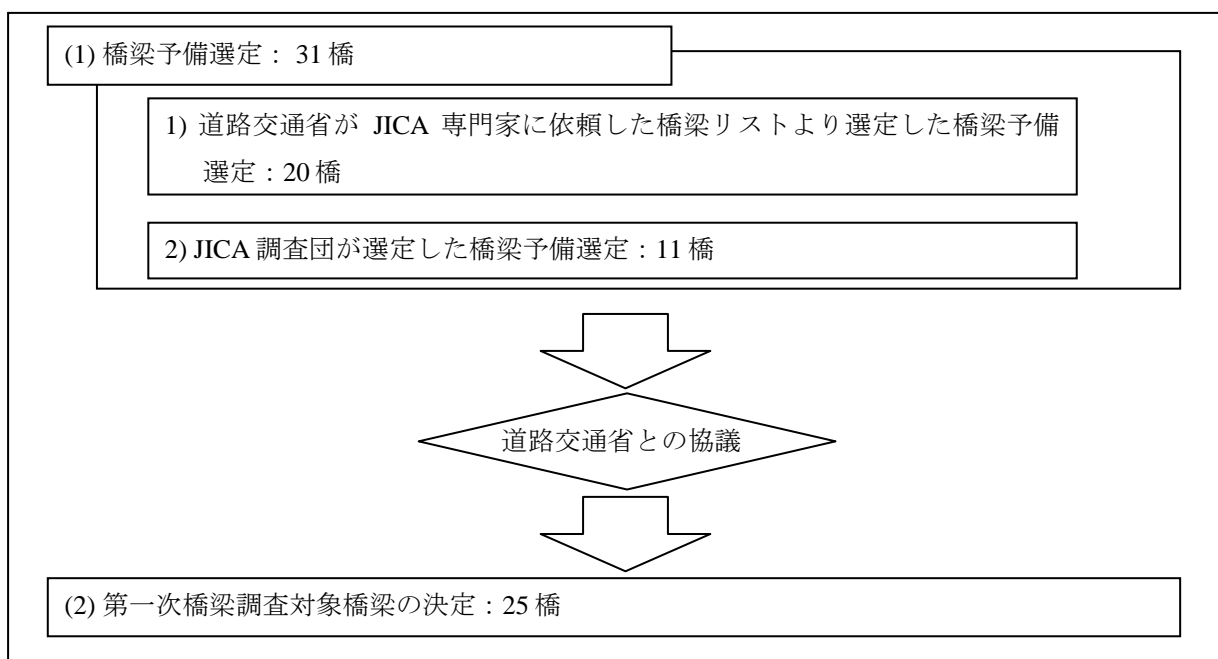 (1) 橋梁予備選定： 31 橋
1) 道路交通省が JICA 専門家に依頼した橋梁リストより選定した橋梁予備
選定：20 橋
2) JICA 調査団が選定した橋梁予備選定：11 橋
道路交通省との協議
(2) 第一次橋梁調査対象橋梁の決定：25 橋